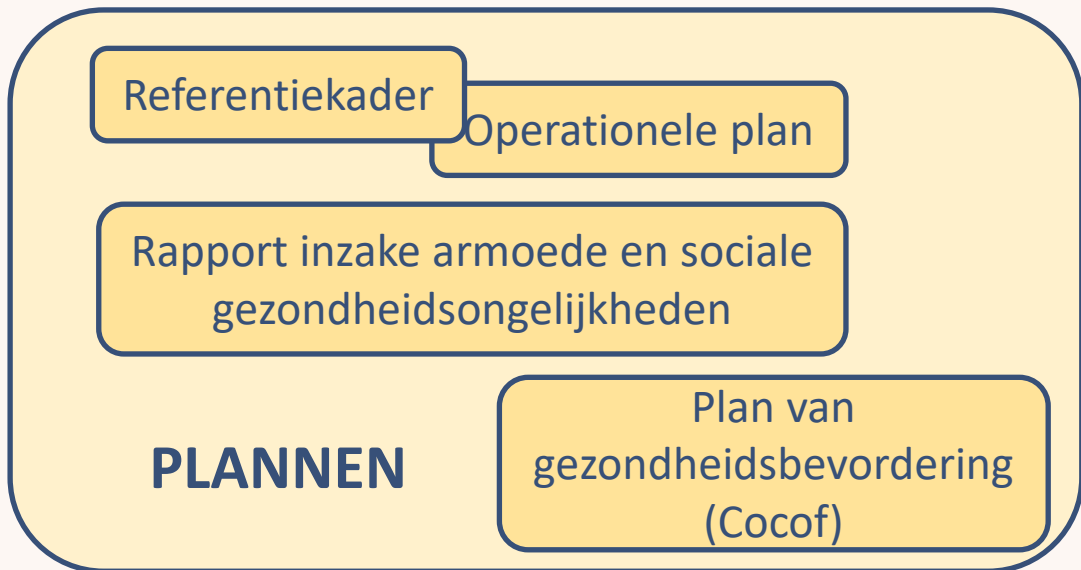 Referentiekader
Operationele plan
Rapport inzake armoede en sociale
gezondheidsongelijkheden
PLANNEN
Plan van
gezondheidsbevordering
(Cocof)